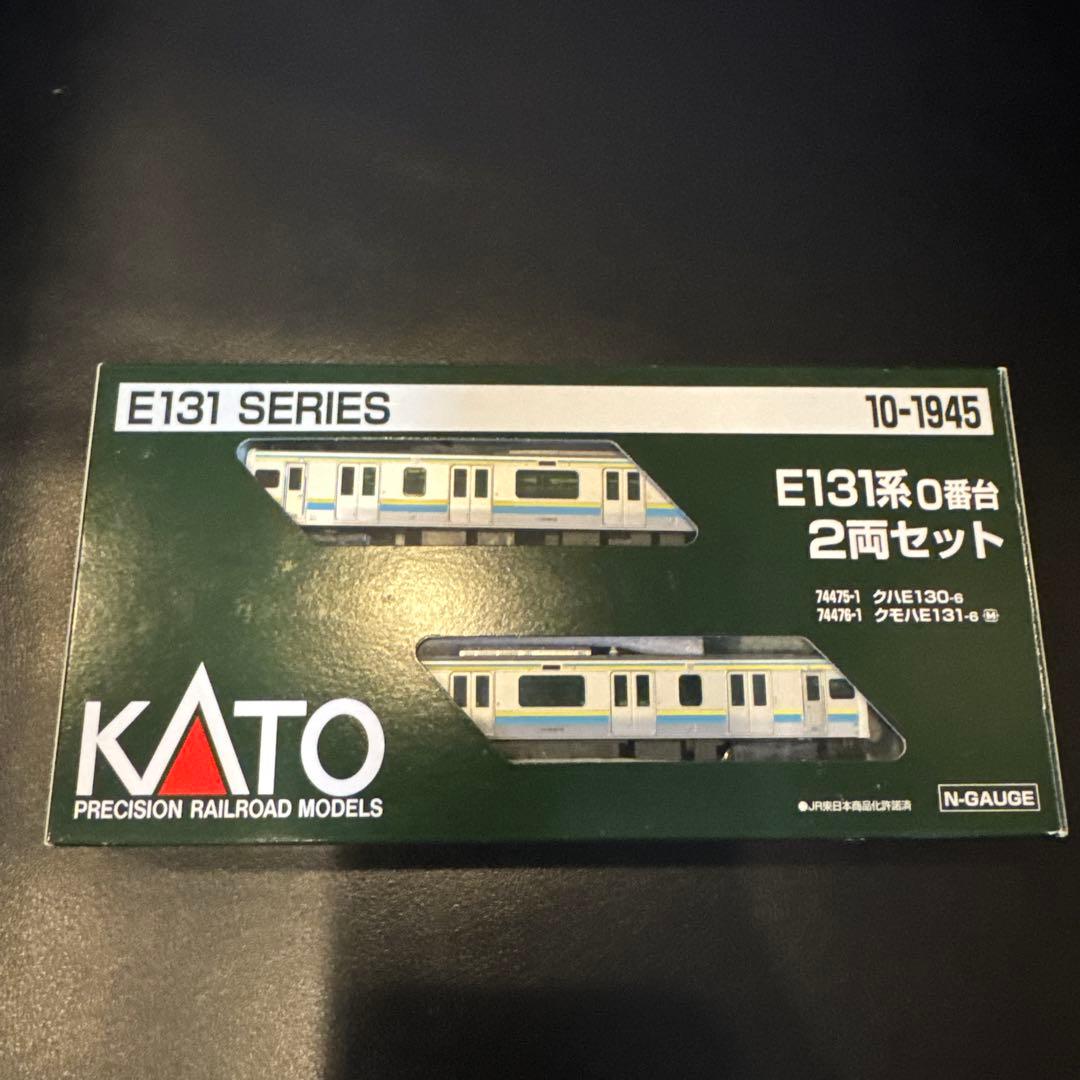 E131 SERIES
10-1945
E131系0番台
2両セット
74475-1 クハE130-6
74476-1 クモハE131-6 M
KATO
PRECISION RAILROAD MODELS
●JR東日本商品化許諾済
N-GAUGE